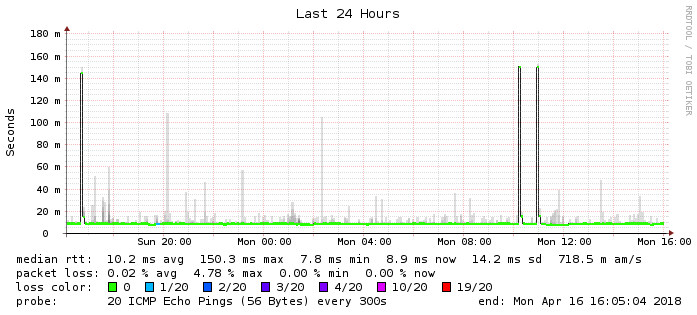 Last 24 Hours
RRDTOOL / TOBI OETIKER
Seconds
180 m
160 m
140 m
120 m
100 m
80 m
60 m
40 m
20 m
0
Sun 20:00 Mon 00:00 Mon 04:00 Mon 08:00 Mon 12:00 Mon 16:00
median rtt: 10.2 ms avg 150.3 ms max 7.8 ms min 8.9 ms now 14.2 ms sd 718.5 m am/s
packet loss: 0.02 % avg 4.78 % max 0.00 % min 0.00 % now
loss color: 0 1/20 2/20 3/20 4/20 10/20 19/20
probe: 20 ICMP Echo Pings (56 Bytes) every 300s end: Mon Apr 16 16:05:04 2018